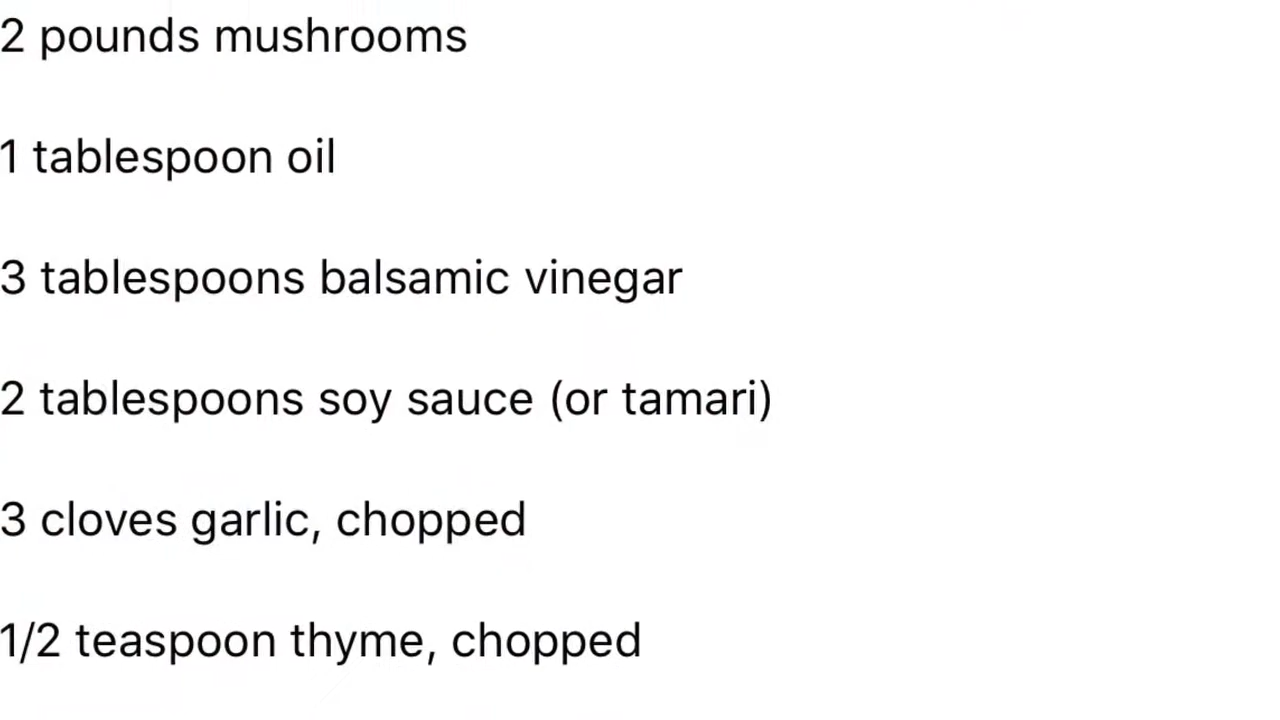 2 pounds mushrooms
1 tablespoon oil
3 tablespoons balsamic vinegar
2 tablespoons soy sauce (or tamari)
3 cloves garlic, chopped
1/2 teaspoon thyme, chopped